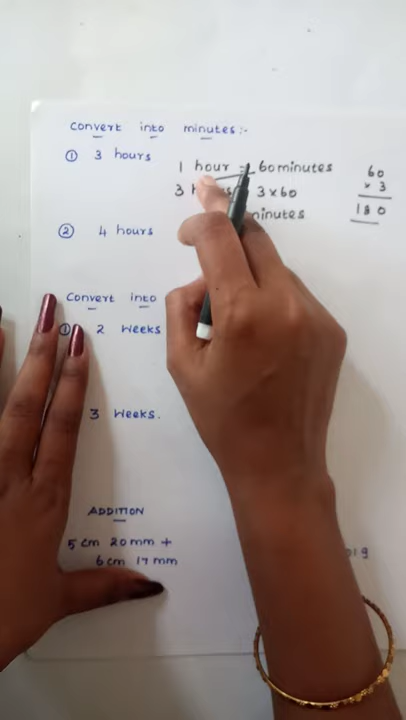 Convert into minutes:-
① 3 hours
1 hour = 60 minutes
60
3 × 60
× 3
180
② 4 hours
Convert into
① 2 Weeks
3 Weeks.
ADDITION
5 cm 20 mm +
6 cm 17 mm